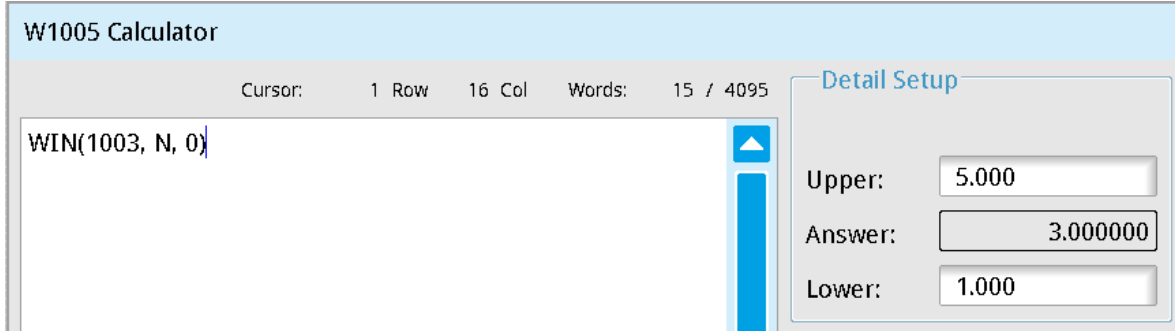 W1005 Calculator
Cursor: 1 Row 16 Col Words: 15 / 4095
WIN(1003, N, 0)
Detail Setup
Upper: 5.000
Answer: 3.000000
Lower: 1.000